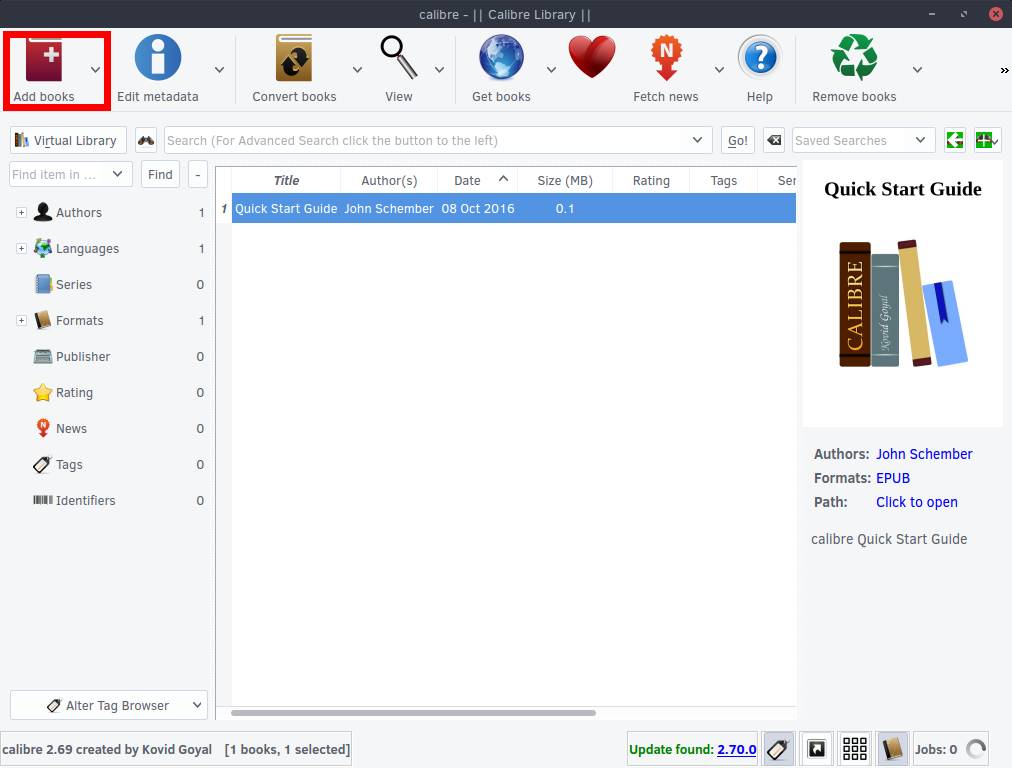 calibre - || Calibre Library ||
Add books
Edit metadata
Convert books
View
Get books
Fetch news
Help
Remove books
»
Virtual Library
Search (For Advanced Search click the button to the left)
Go!
Saved Searches
Find item in ...
Find
-
Title Author(s) Date Size (MB) Rating Tags Ser
1 Quick Start Guide John Schember 08 Oct 2016 0.1
Authors 1
Languages 1
Series 0
Formats 1
Publisher 0
Rating 0
News 0
Tags 0
Identifiers 0
Alter Tag Browser
Quick Start Guide
CALIBRE
Kovid Goyal
Authors: John Schember
Formats: EPUB
Path: Click to open
calibre Quick Start Guide
calibre 2.69 created by Kovid Goyal [1 books, 1 selected]
Update found: 2.70.0
Jobs: 0